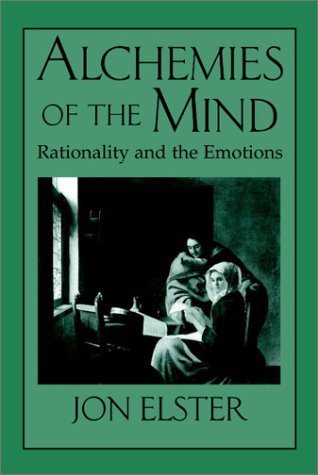 ALCHEMIES
OF THE MIND
Rationality and the Emotions
JON ELSTER